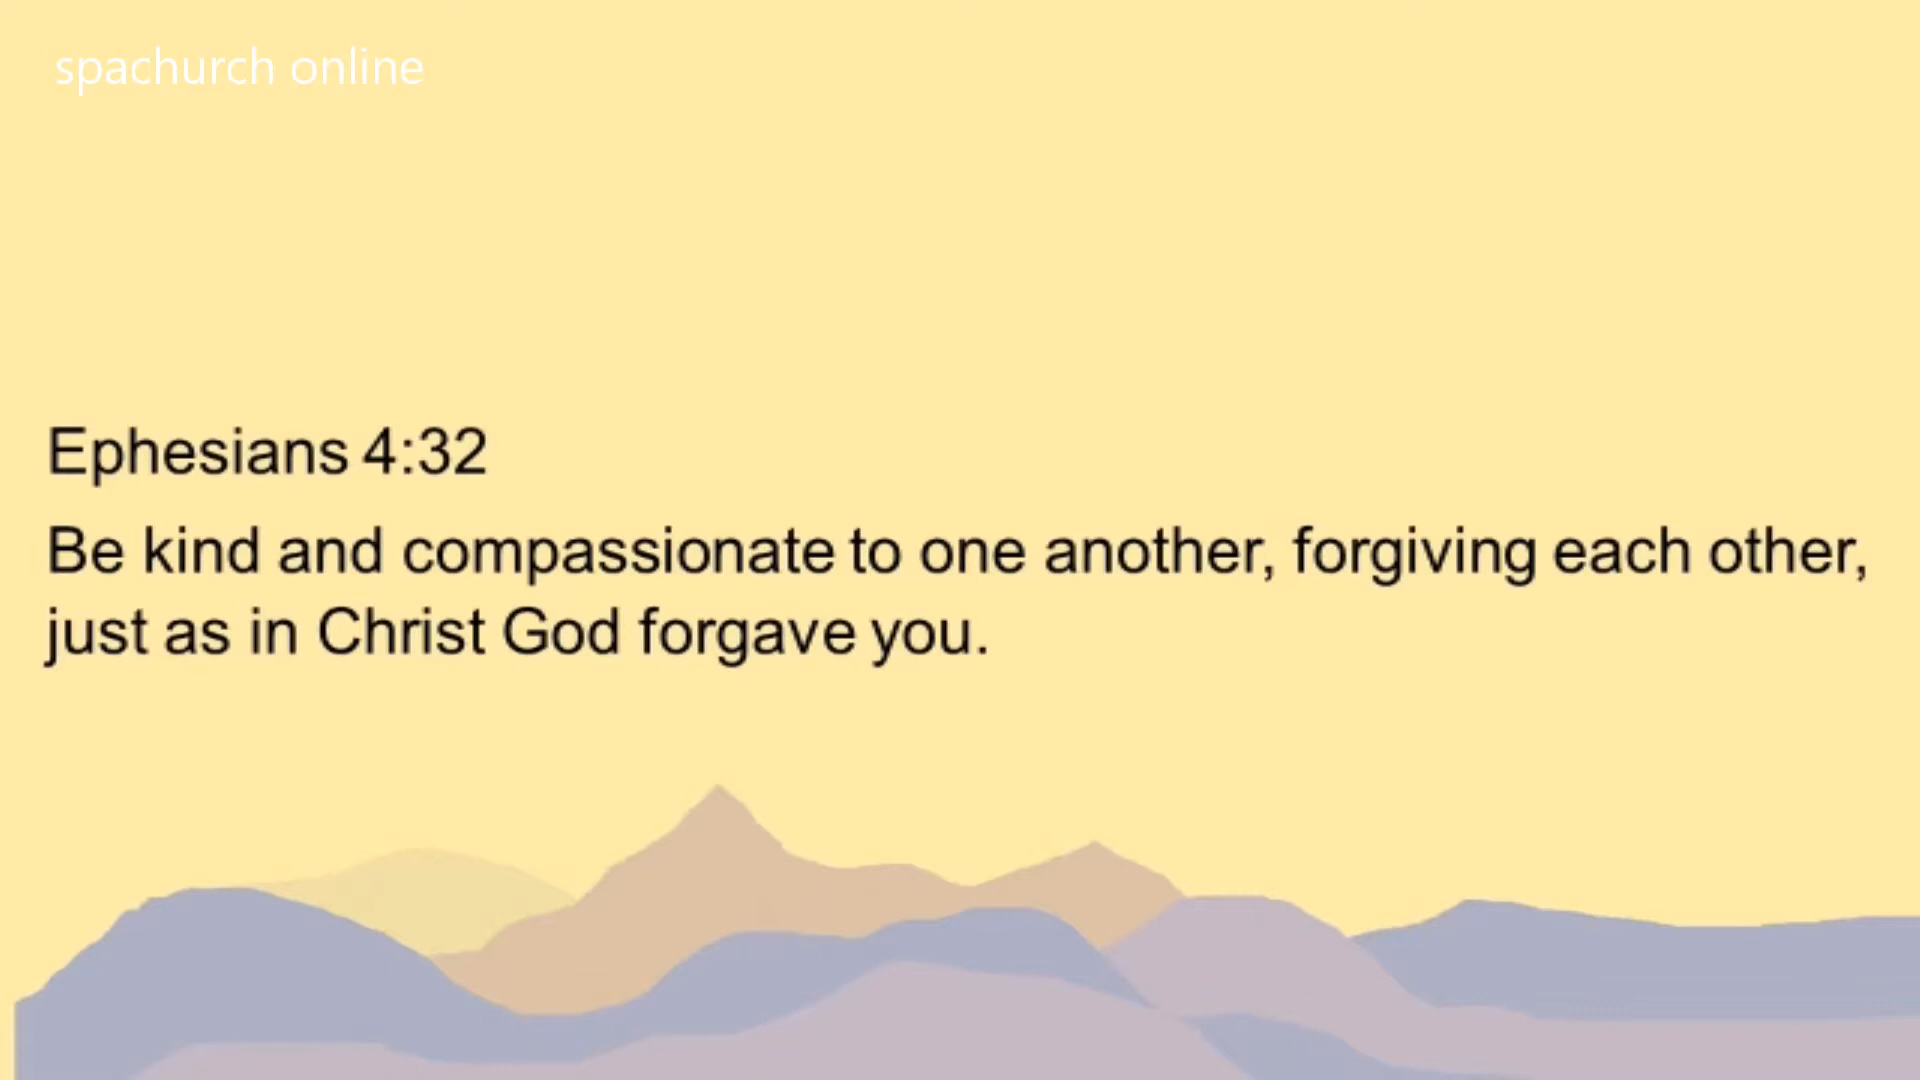 spachurch online
Ephesians 4:32
Be kind and compassionate to one another, forgiving each other,
just as in Christ God forgave you.